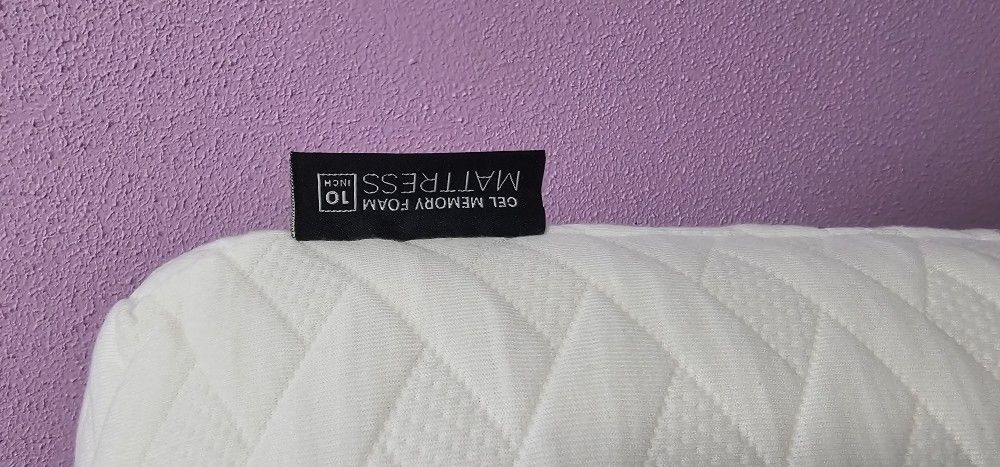 GEL MEMORY FOAM
MATTRESS
10
INCH